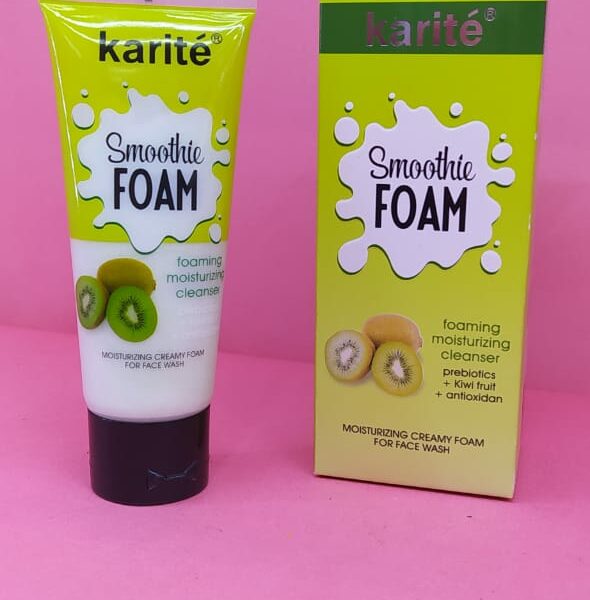 karité®
Smoothie
FOAM
foaming
moisturizing
cleanser
MOISTURIZING CREAMY FOAM
FOR FACE WASH
karité®
Smoothie
FOAM
foaming
moisturizing
cleanser
prebiotics
+ Kiwi fruit
+ antioxidan
MOISTURIZING CREAMY FOAM
FOR FACE WASH